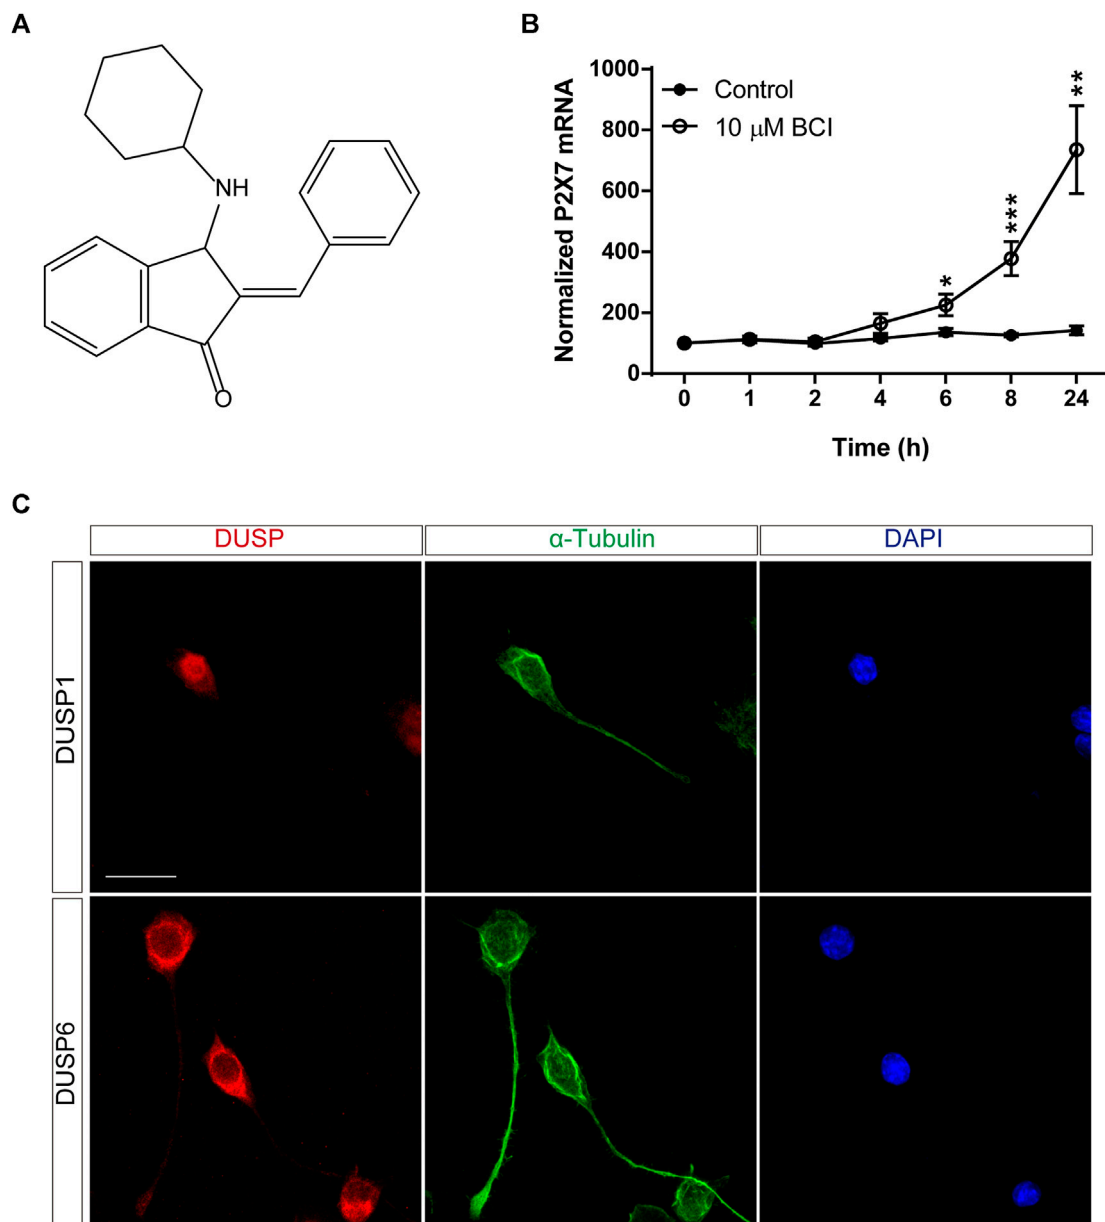 A
NH
O
B
Normalized P2X7 mRNA
1000
800
600
400
200
0
Control
10 μM BCI
*
***
**
0 1 2 4 6 8 24
Time (h)
C
DUSP α-Tubulin DAPI
DUSP1
DUSP6